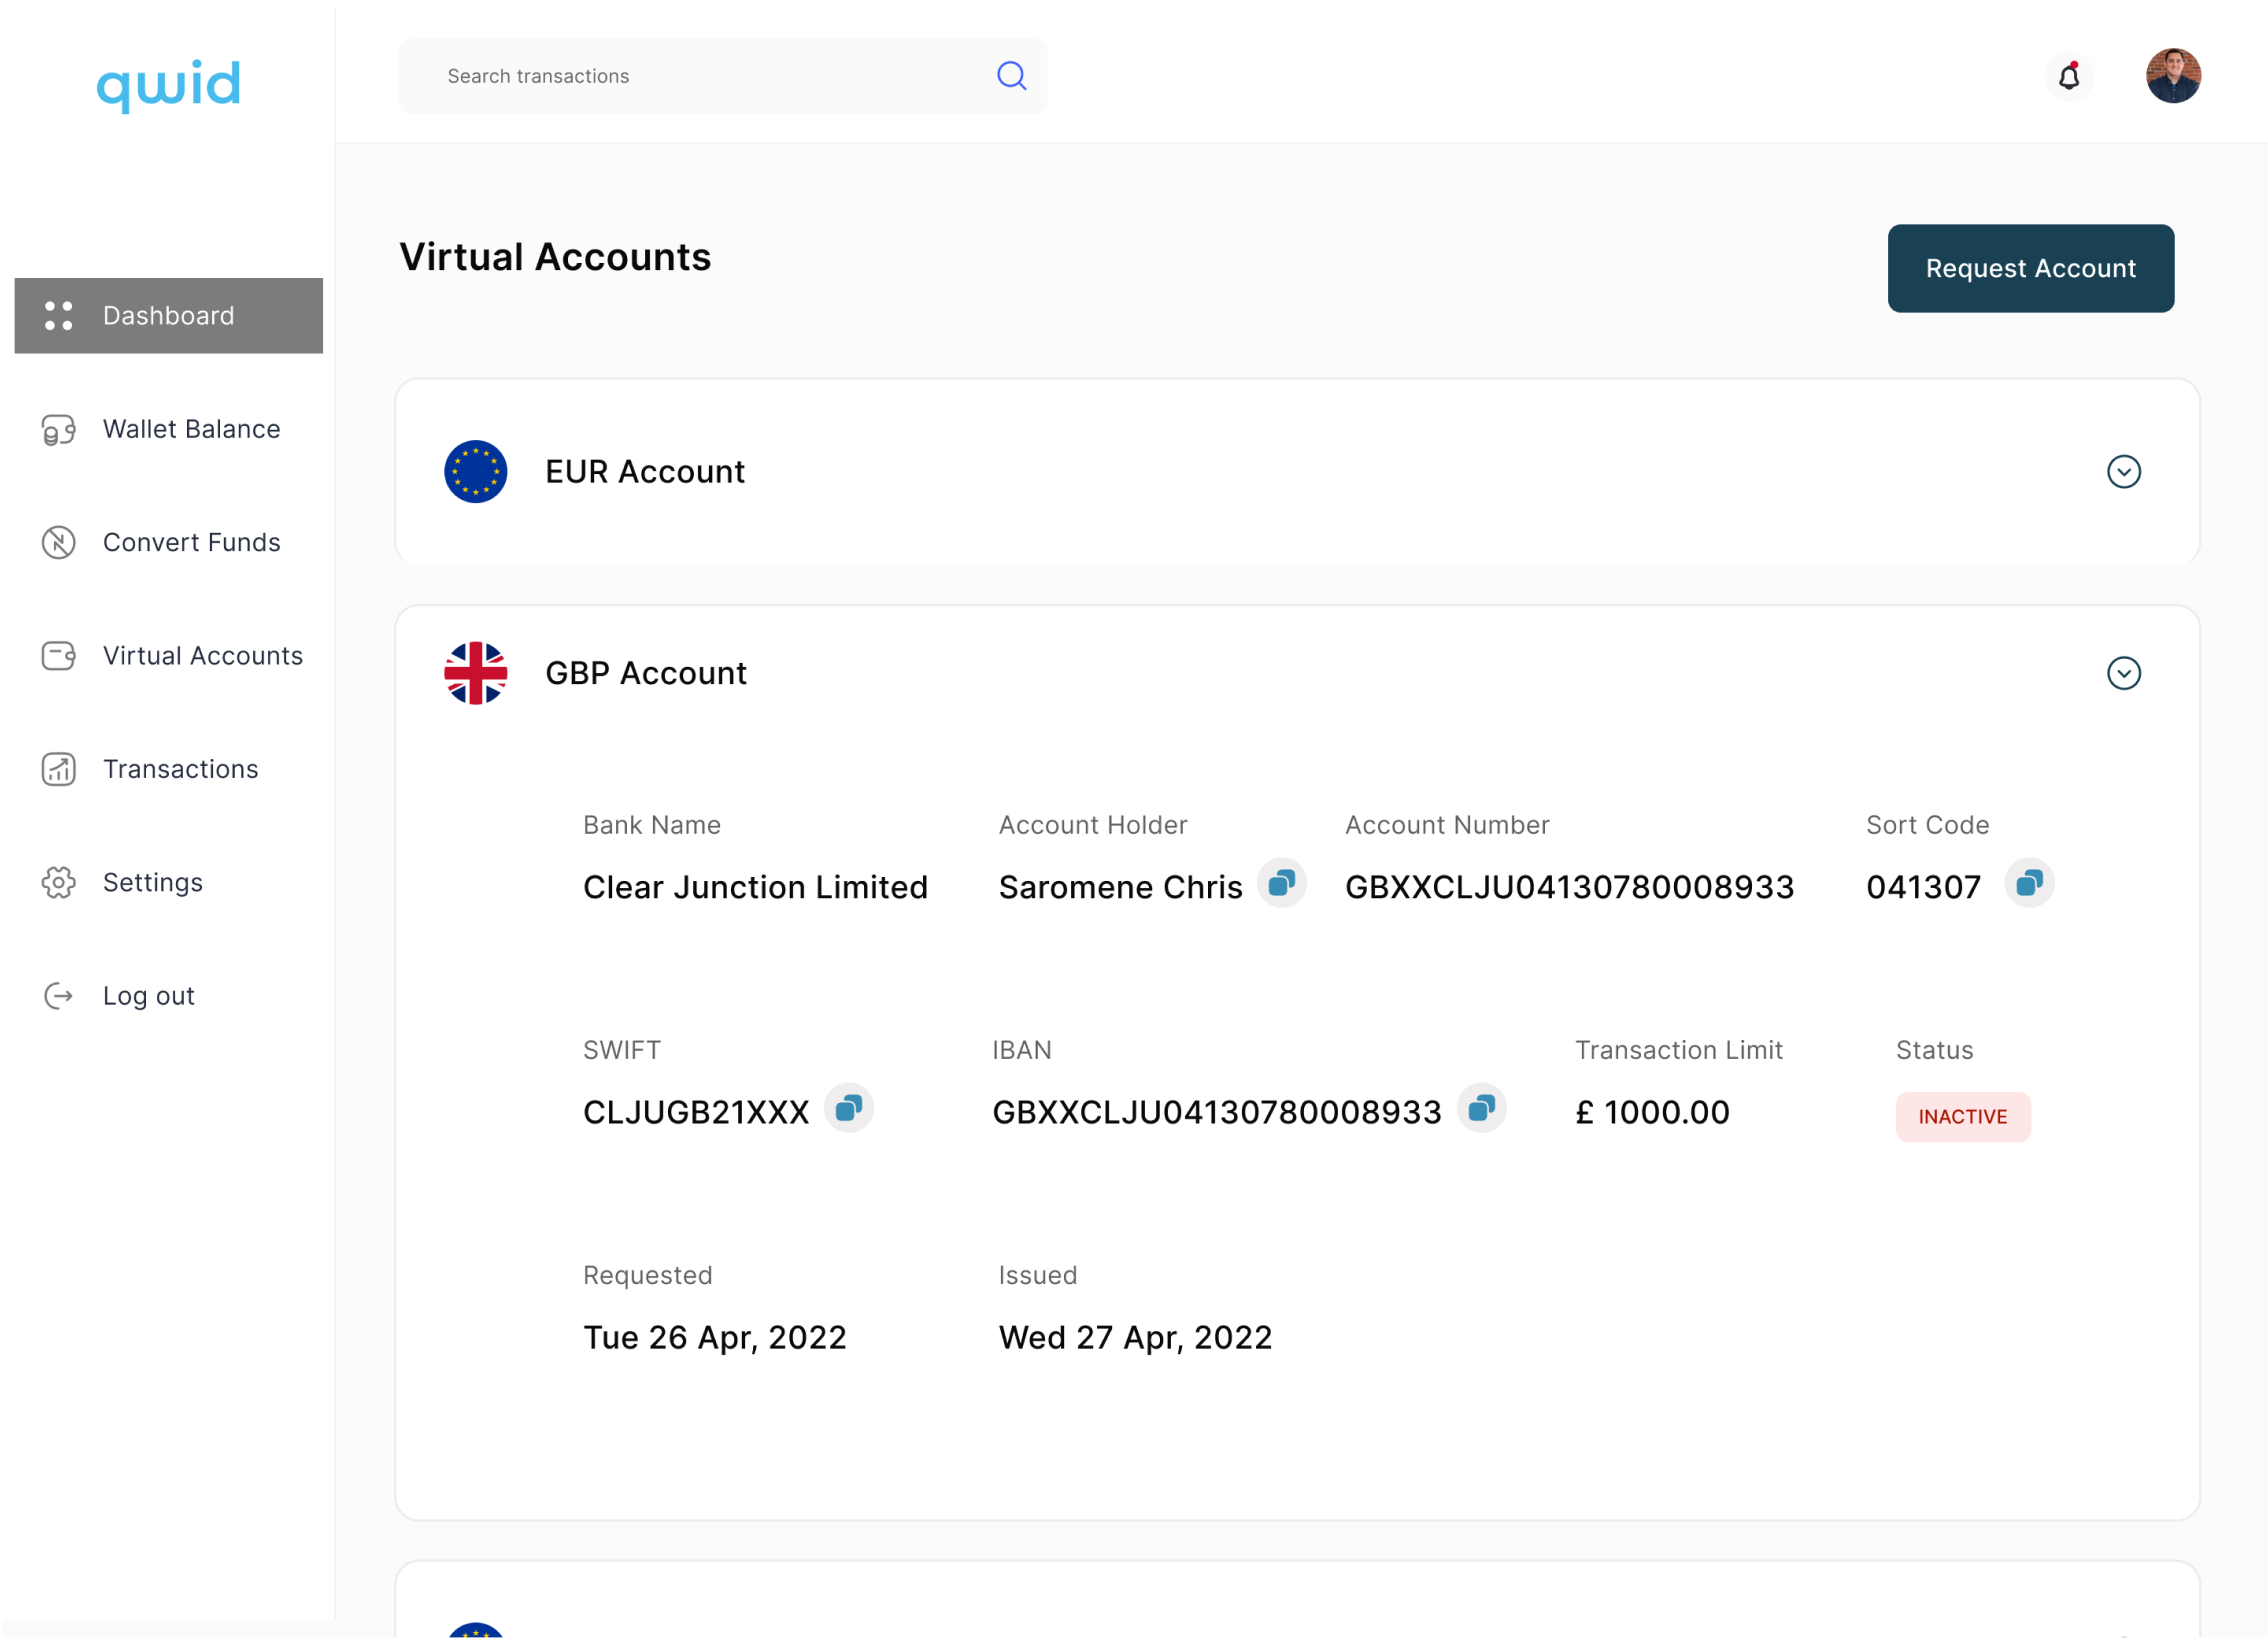 qwid
Search transactions
Virtual Accounts
Request Account
Dashboard
Wallet Balance
Convert Funds
Virtual Accounts
Transactions
Settings
Log out
EUR Account
GBP Account
Bank Name
Account Holder
Account Number
Sort Code
Clear Junction Limited
Saromene Chris
GBXXCLJU04130780008933
041307
SWIFT
IBAN
Transaction Limit
Status
CLJUGB21XXX
GBXXCLJU04130780008933
£ 1000.00
INACTIVE
Requested
Issued
Tue 26 Apr, 2022
Wed 27 Apr, 2022